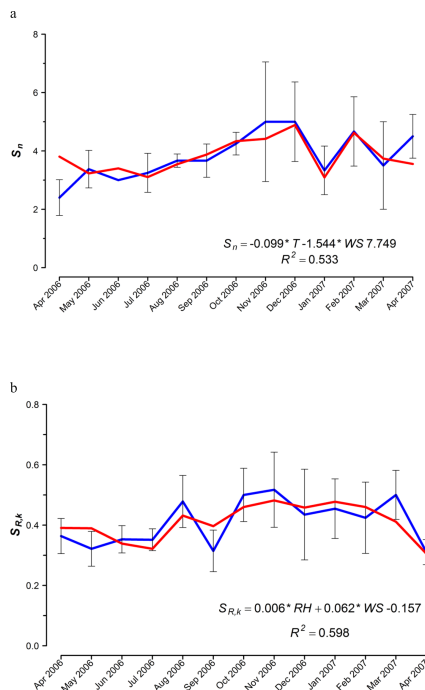 a
8
6
4
2
0
Sn
Sn = -0.099* T -1.544* WS 7.749
R2 = 0.533
Apr 2006
May 2006
Jun 2006
Jul 2006
Aug 2006
Sep 2006
Oct 2006
Nov 2006
Dec 2006
Jan 2007
Feb 2007
Mar 2007
Apr 2007
b
0.8
0.6
0.4
0.2
0.0
SR,k
SR,k = 0.006* RH + 0.062* WS -0.157
R2 = 0.598
Apr 2006
May 2006
Jun 2006
Jul 2006
Aug 2006
Sep 2006
Oct 2006
Nov 2006
Dec 2006
Jan 2007
Feb 2007
Mar 2007
Apr 2007